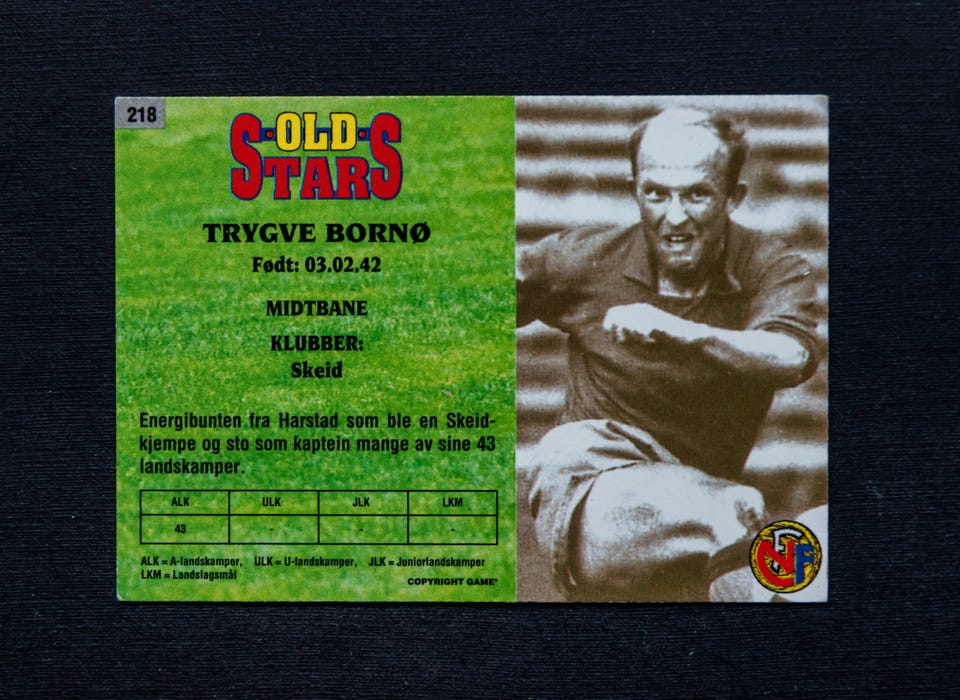 218
OLD
STARS
TRYGVE BORNØ
Født: 03.02.42
MIDTBANE
KLUBBER:
Skeid
Energibunten fra Harstad som ble en Skeid-
kjempe og sto som kaptein mange av sine 43
landskamper.
ALK ULK JLK LKM
43 - - -
ALK = A-landskamper, ULK = U-landskamper, JLK = Juniorlandskamper
LKM = Landslagsmål
COPYRIGHT GAME®
NFF